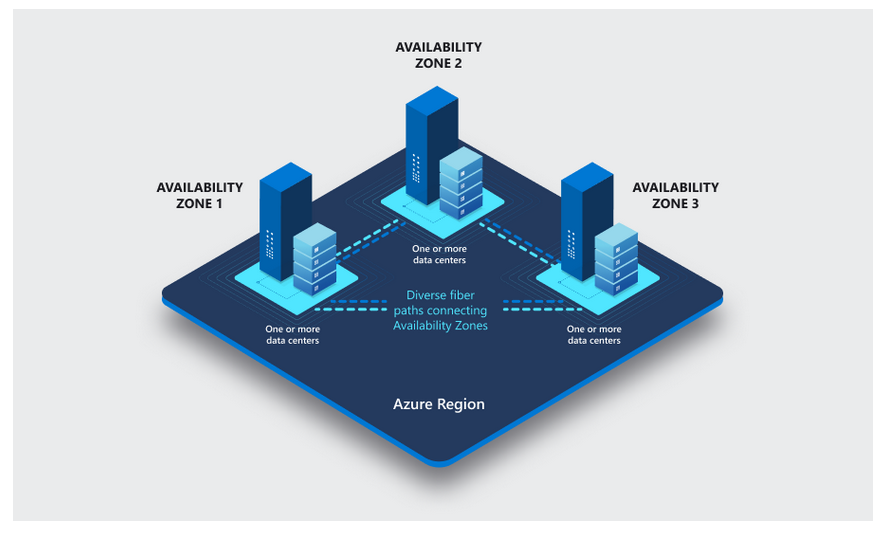 AVAILABILITY
ZONE 2
AVAILABILITY
ZONE 1
AVAILABILITY
ZONE 3
One or more
data centers
Diverse fiber
paths connecting
Availability Zones
One or more
data centers
One or more
data centers
Azure Region